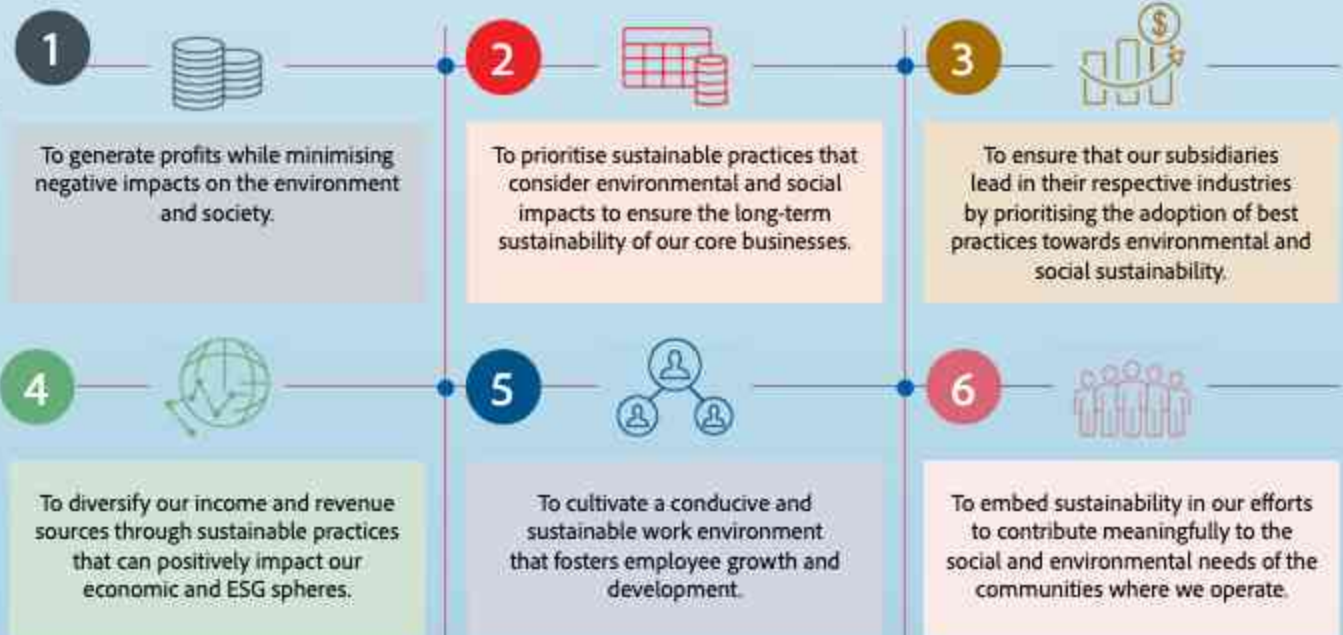 1
To generate profits while minimising
negative impacts on the environment
and society.
2
To prioritise sustainable practices that
consider environmental and social
impacts to ensure the long-term
sustainability of our core businesses.
3
$
To ensure that our subsidiaries
lead in their respective industries
by prioritising the adoption of best
practices towards environmental and
social sustainability.
4
To diversify our income and revenue
sources through sustainable practices
that can positively impact our
economic and ESG spheres.
5
To cultivate a conducive and
sustainable work environment
that fosters employee growth and
development.
6
To embed sustainability in our efforts
to contribute meaningfully to the
social and environmental needs of the
communities where we operate.